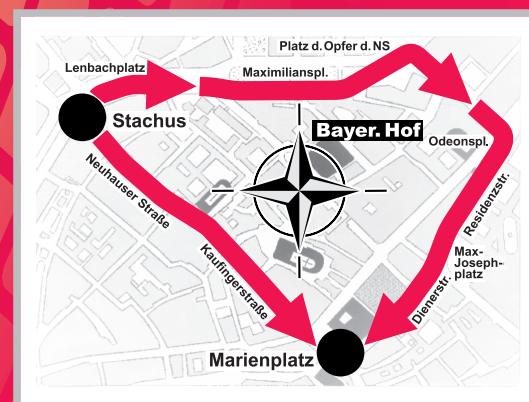 Platz d. Opfer d. NS
Lenbachplatz
Maximilianspl.
Stachus
Bayer. Hof
Odeonspl.
Neuhauser Straße
Residenzstr.
Kaufingerstraße
Max-
Joseph-
platz
Dienerstr.
Marienplatz